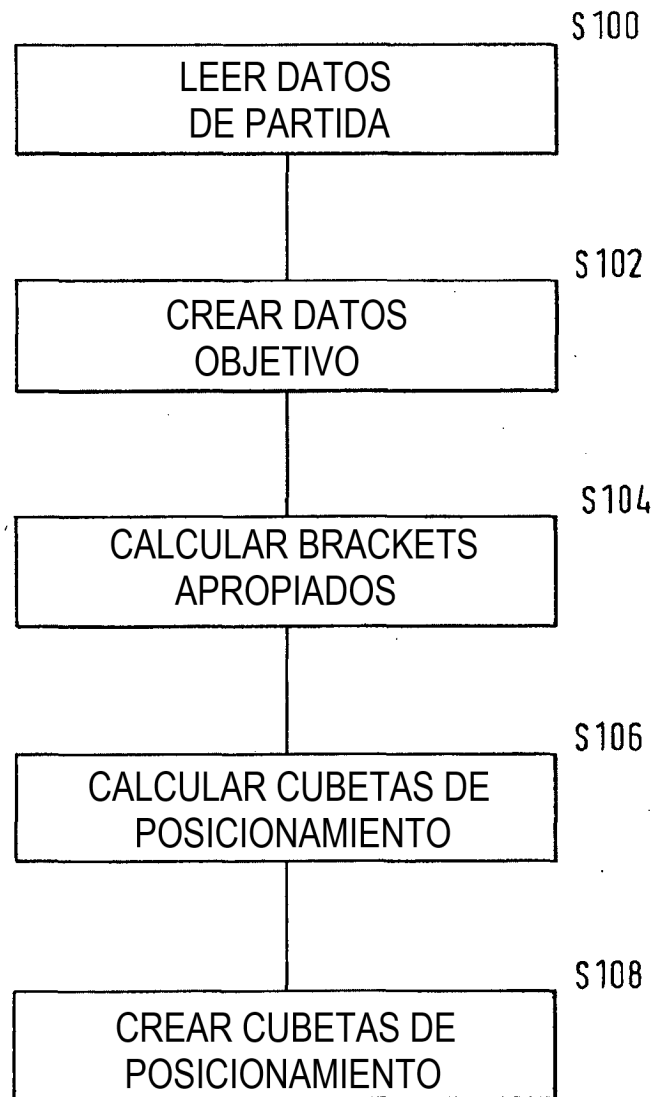 S100
LEER DATOS
DE PARTIDA
S102
CREAR DATOS
OBJETIVO
S104
CALCULAR BRACKETS
APROPIADOS
S106
CALCULAR CUBETAS DE
POSICIONAMIENTO
S108
CREAR CUBETAS DE
POSICIONAMIENTO